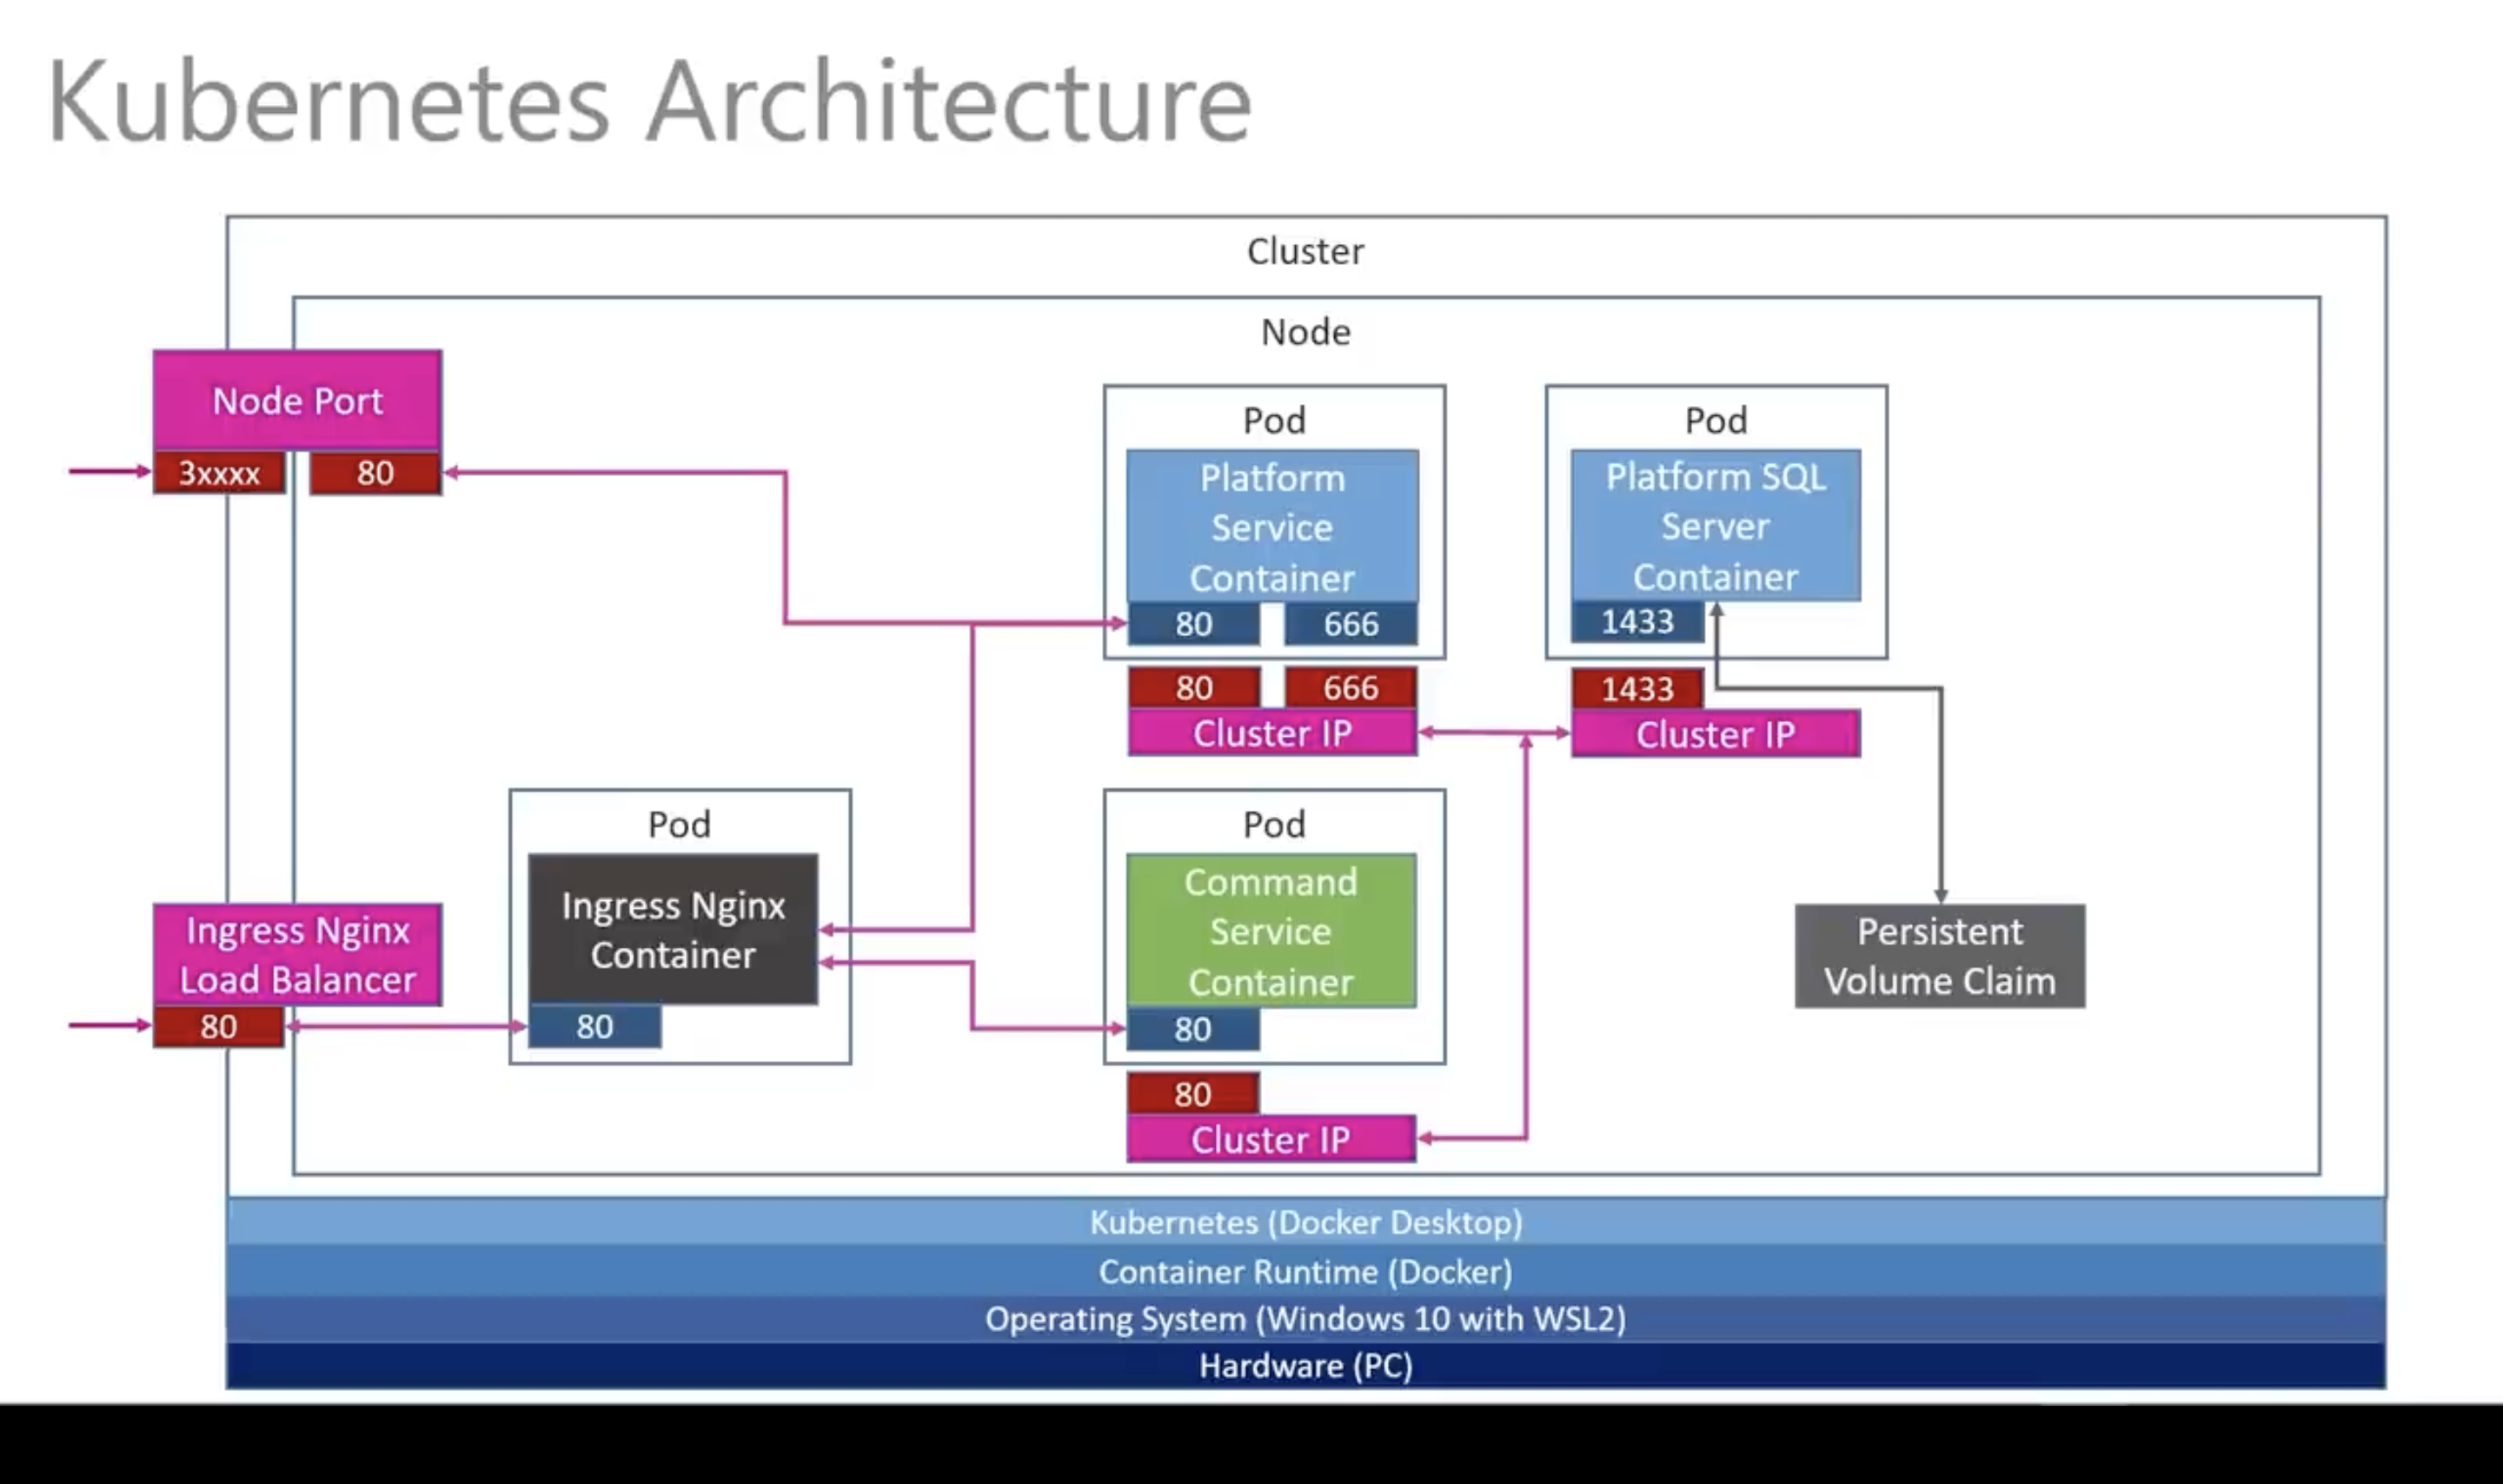 Kubernetes Architecture
Cluster
Node
Node Port
3xxxx
80
Pod
Platform
Service
Container
80
666
80
666
Cluster IP
Pod
Platform SQL
Server
Container
1433
1433
Cluster IP
Ingress Nginx
Load Balancer
80
Pod
Ingress Nginx
Container
80
Pod
Command
Service
Container
80
80
Cluster IP
Persistent
Volume Claim
Kubernetes (Docker Desktop)
Container Runtime (Docker)
Operating System (Windows 10 with WSL2)
Hardware (PC)